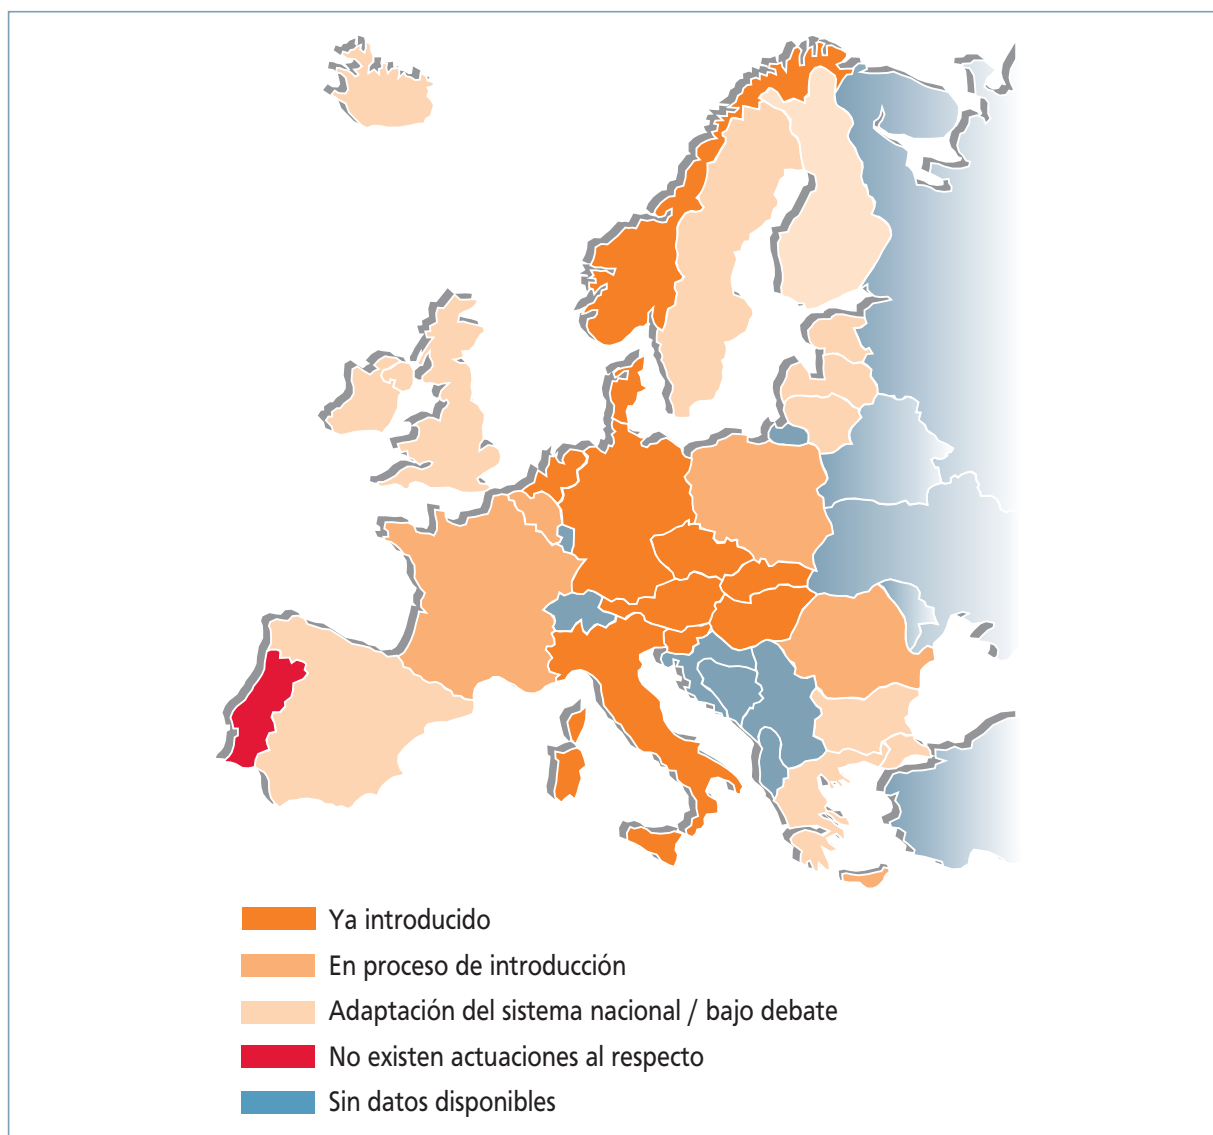 Ya introducido
En proceso de introducción
Adaptación del sistema nacional / bajo debate
No existen actuaciones al respecto
Sin datos disponibles